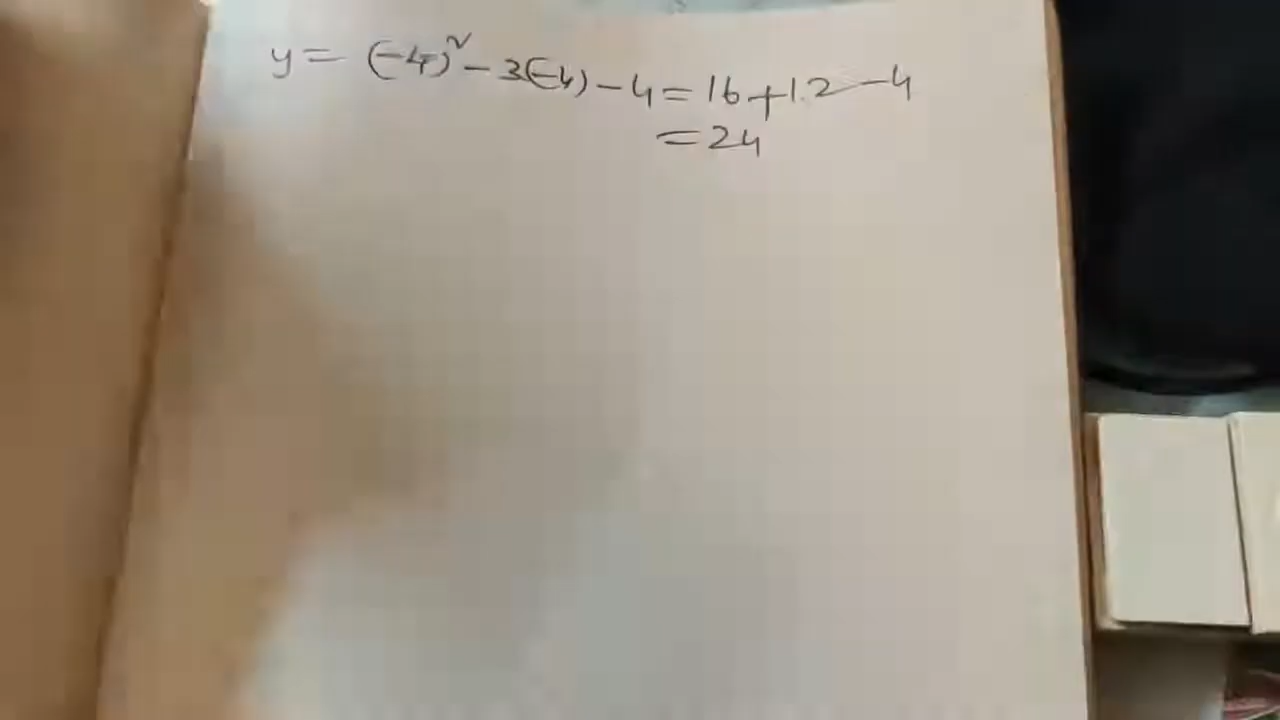 y = (-4)² - 3(-4) - 4 = 16 + 12 - 4
= 24